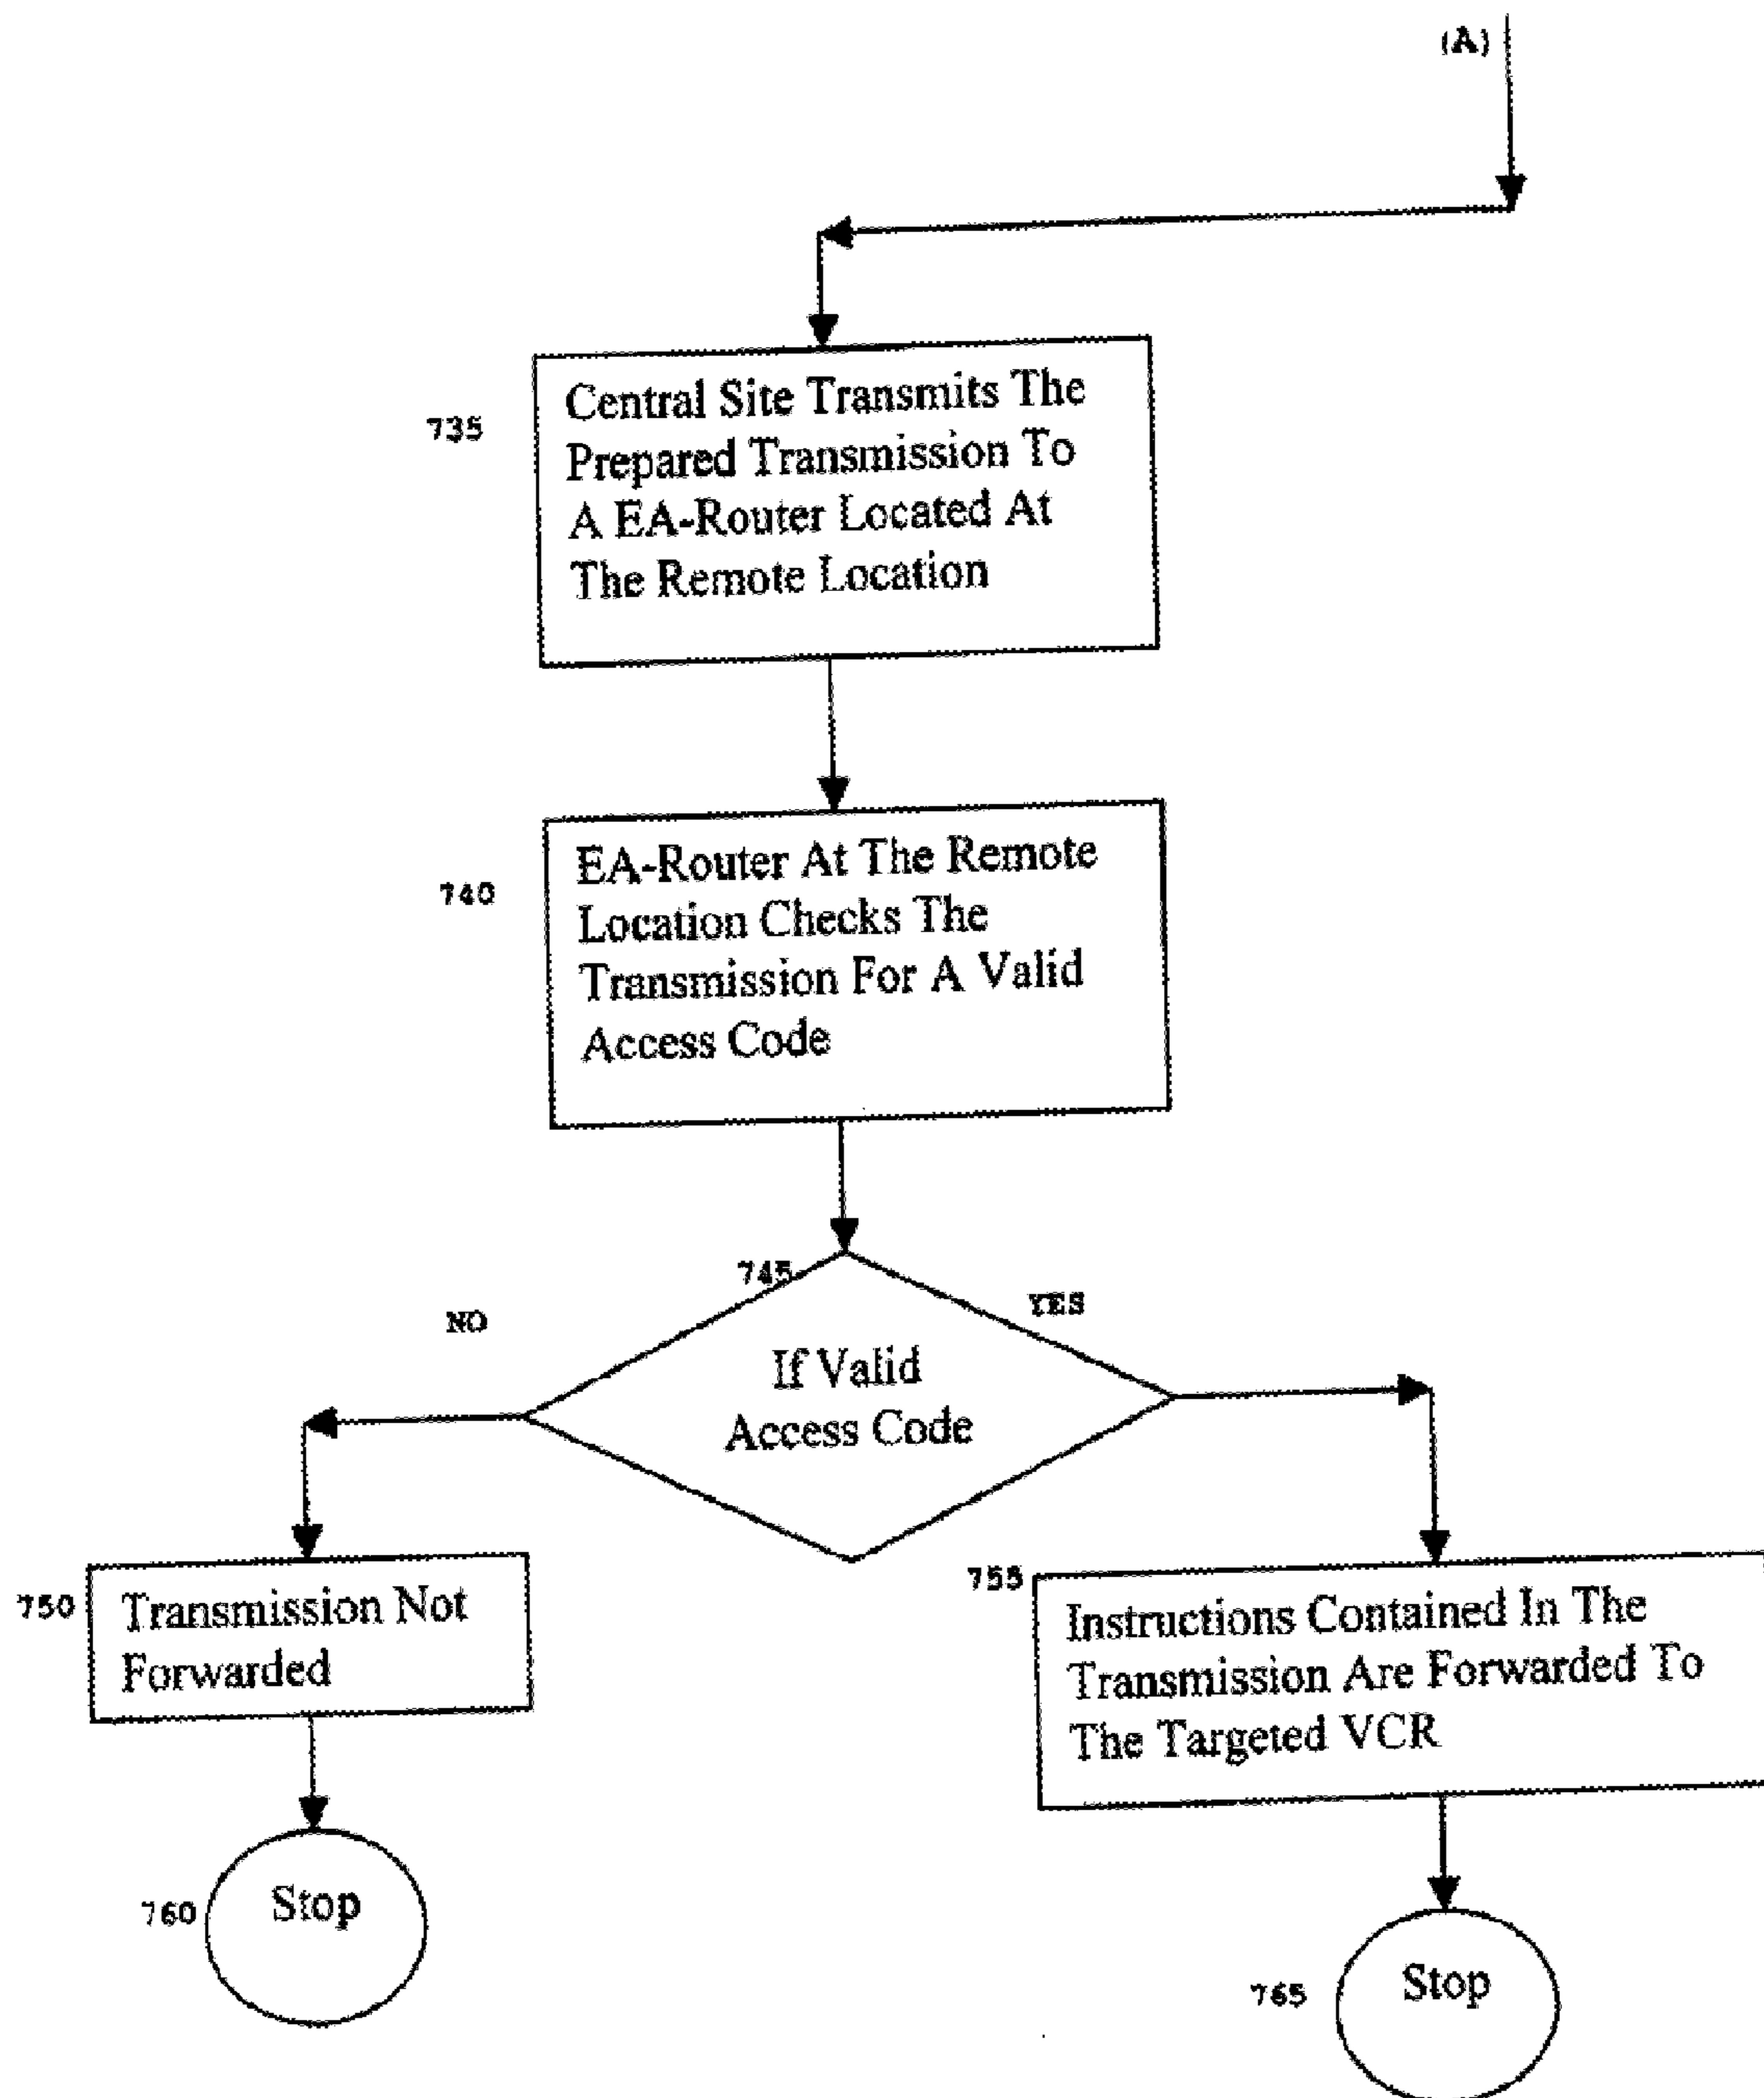 (A)
735
Central Site Transmits The
Prepared Transmission To
A EA-Router Located At
The Remote Location
740
EA-Router At The Remote
Location Checks The
Transmission For A Valid
Access Code
745
NO
YES
If Valid
Access Code
750
Transmission Not
Forwarded
755
Instructions Contained In The
Transmission Are Forwarded To
The Targeted VCR
760
Stop
765
Stop